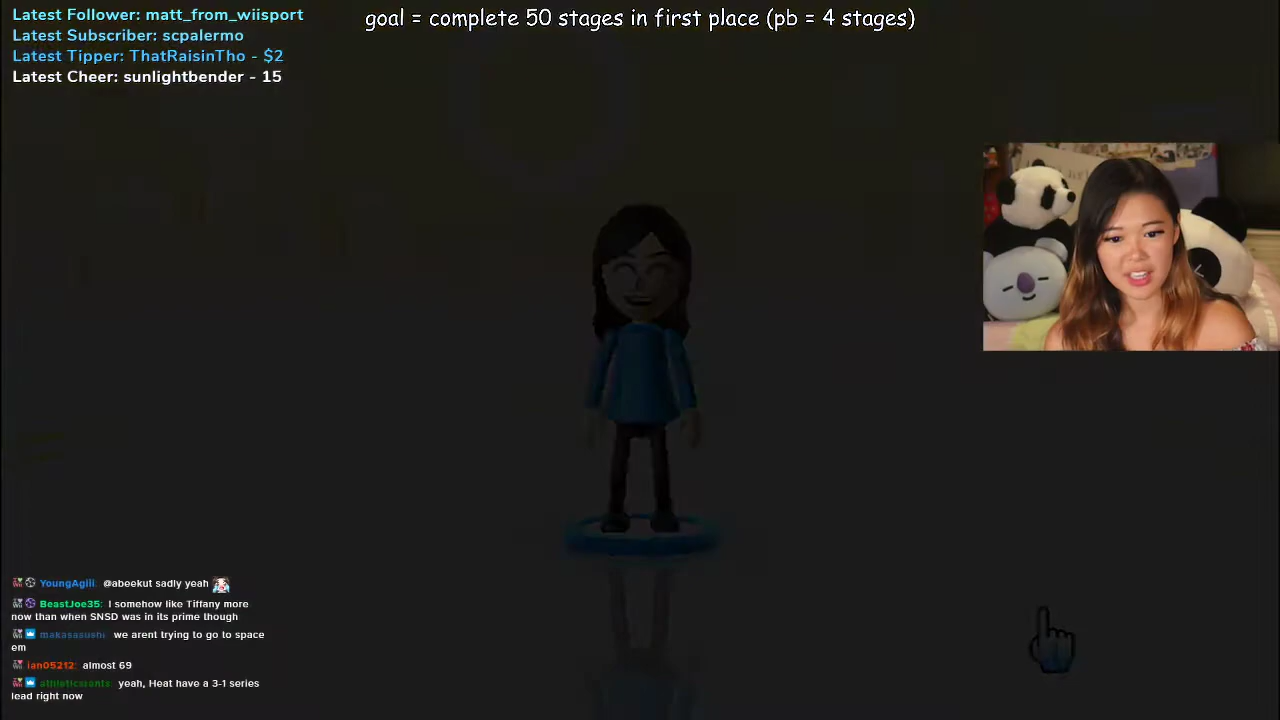 Latest Follower: matt_from_wiisport
Latest Subscriber: scpalermo
Latest Tipper: ThatRaisinTho - $2
Latest Cheer: sunlightbender - 15
goal = complete 50 stages in first place (pb = 4 stages)
YoungAgili: @abeekut sadly yeah
BeastJoe35: I somehow like Tiffany more
now than when SNSD was in its prime though
makasasushi: we arent trying to go to space
em
ian05212: almost 69
athleticsronts: yeah, Heat have a 3-1 series
lead right now